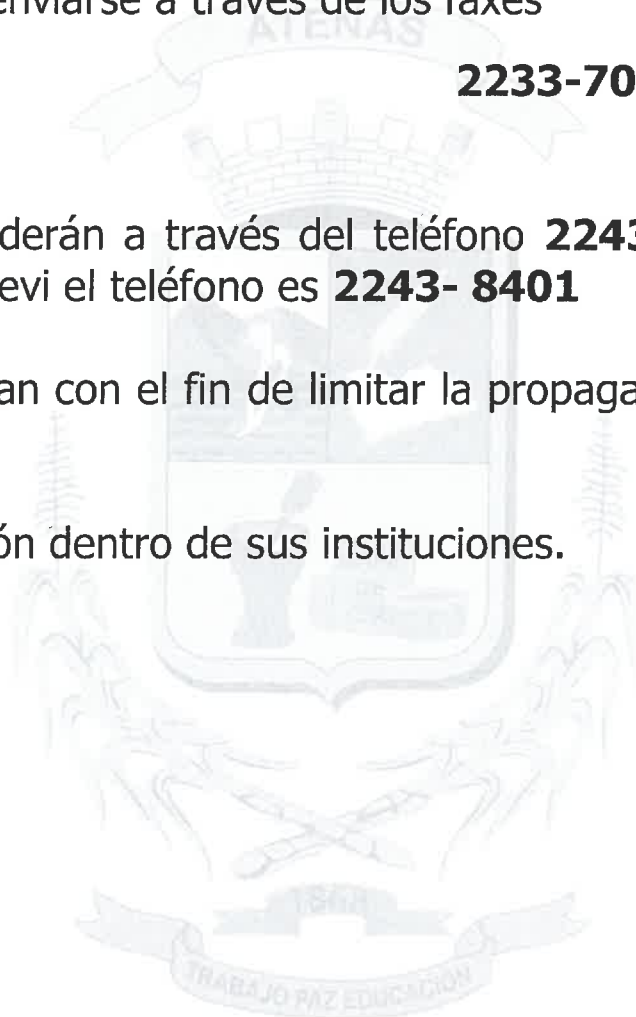 enviarse a través de los faxes
ATENAS
2233-70
derán a través del teléfono 2243
evi el teléfono es 2243- 8401
an con el fin de limitar la propaga
ón dentro de sus instituciones.
TRABAJO PAZ EDUCACIÓN